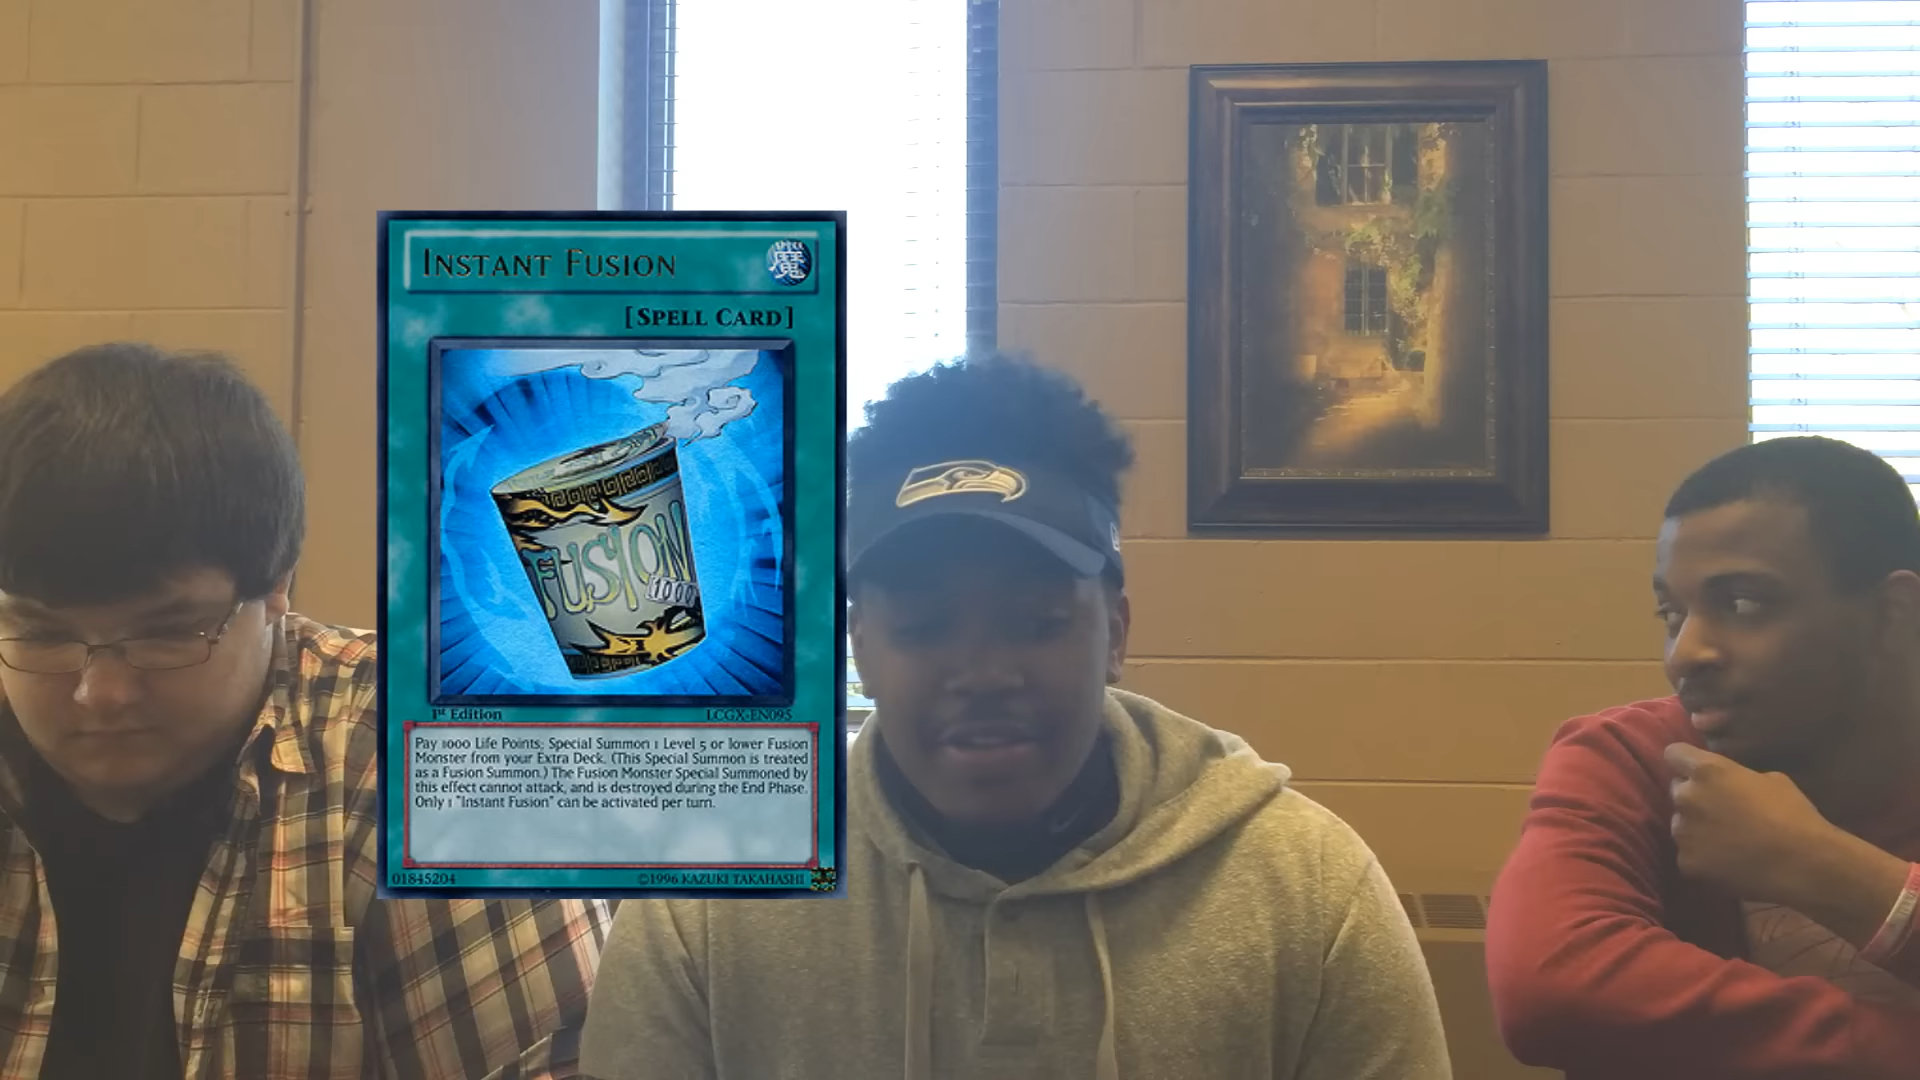 INSTANT FUSION
魔
[SPELL CARD]
FUSION
1000
1st Edition
LCGX-EN095
Pay 1000 Life Points; Special Summon 1 Level 5 or lower Fusion
Monster from your Extra Deck. (This Special Summon is treated
as a Fusion Summon.) The Fusion Monster Special Summoned by
this effect cannot attack, and is destroyed during the End Phase.
Only 1 "Instant Fusion" can be activated per turn.
01845204
©1996 KAZUKI TAKAHASHI